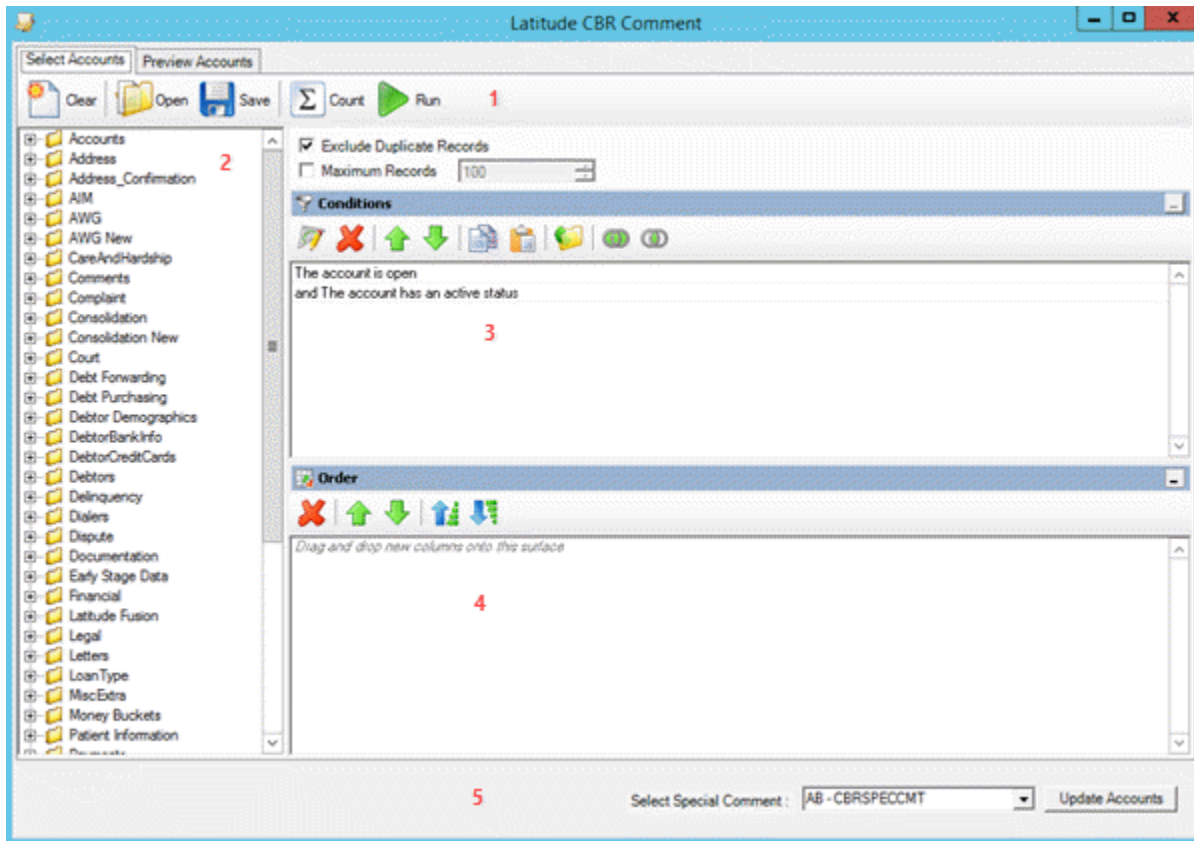 Latitude CBR Comment
Select Accounts Preview Accounts
Clear Open Save Count Run 1
Accounts
Address
Address_Confirmation
AIM
AWG
AWG New
CareAndHardship
Comments
Complaint
Consolidation
Consolidation New
Court
Debt Forwarding
Debt Purchasing
Debtor Demographics
DebtorBankInfo
DebtorCreditCards
Debtors
Delinquency
Dialers
Dispute
Documentation
Early Stage Data
Financial
Latitude Fusion
Legal
Letters
LoanType
MiscExtra
Money Buckets
Patient Information
2
Exclude Duplicate Records
Maximum Records 100
Conditions
The account is open
and The account has an active status
3
Order
Drag and drop new columns onto this surface
4
5 Select Special Comment : AB - CBRSPECCMT Update Accounts